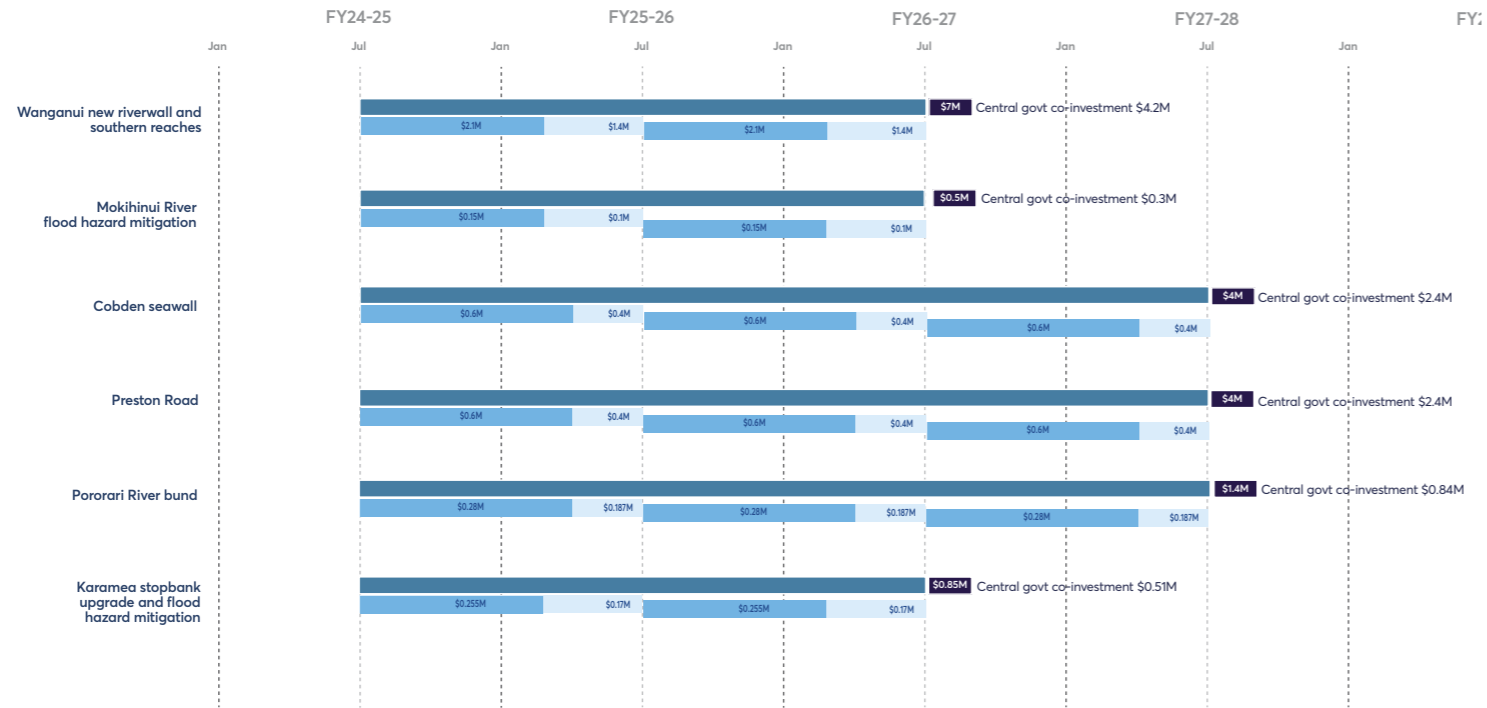 FY24-25 FY25-26 FY26-27 FY27-28
Jan Jul Jan Jul Jan Jul Jan Jul Jan
Wanganui new riverwall and
southern reaches
$7M Central govt co-investment $4.2M
$2.1M $1.4M $2.1M $1.4M
Mokihinui River
flood hazard mitigation
$0.5M Central govt co-investment $0.3M
$0.15M $0.1M $0.15M $0.1M
Cobden seawall
$4M Central govt co-investment $2.4M
$0.6M $0.4M $0.6M $0.4M $0.6M $0.4M
Preston Road
$4M Central govt co-investment $2.4M
$0.6M $0.4M $0.6M $0.4M $0.6M $0.4M
Pororari River bund
$1.4M Central govt co-investment $0.84M
$0.28M $0.187M $0.28M $0.187M $0.28M $0.187M
Karamea stopbank
upgrade and flood
hazard mitigation
$0.85M Central govt co-investment $0.51M
$0.255M $0.17M $0.255M $0.17M